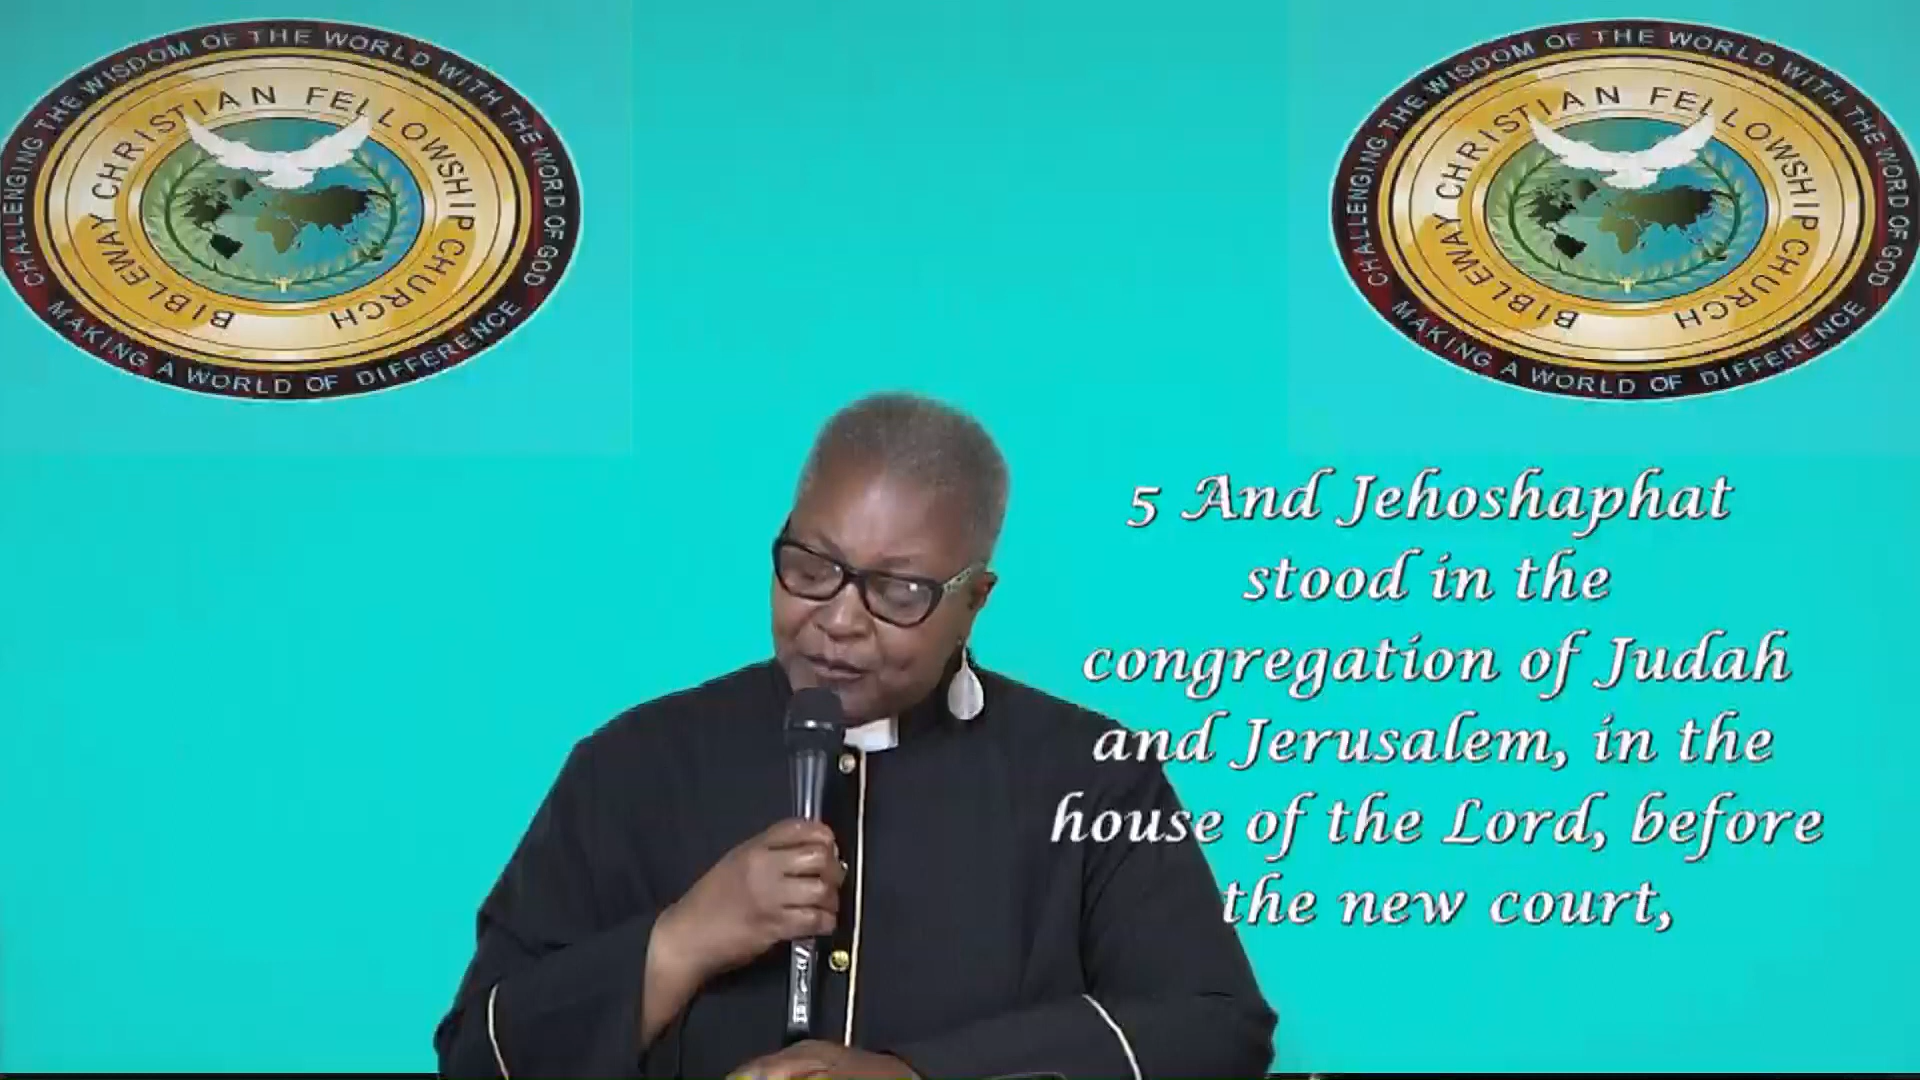 CHALLENGING THE WISDOM OF THE WORLD WITH THE WORD OF GOD
BIBLEWAY CHRISTIAN FELLOWSHIP CHURCH
MAKING A WORLD OF DIFFERENCE
CHALLENGING THE WISDOM OF THE WORLD WITH THE WORD OF GOD
BIBLEWAY CHRISTIAN FELLOWSHIP CHURCH
MAKING A WORLD OF DIFFERENCE
5 And Jehoshaphat
stood in the
congregation of Judah
and Jerusalem, in the
house of the Lord, before
the new court,